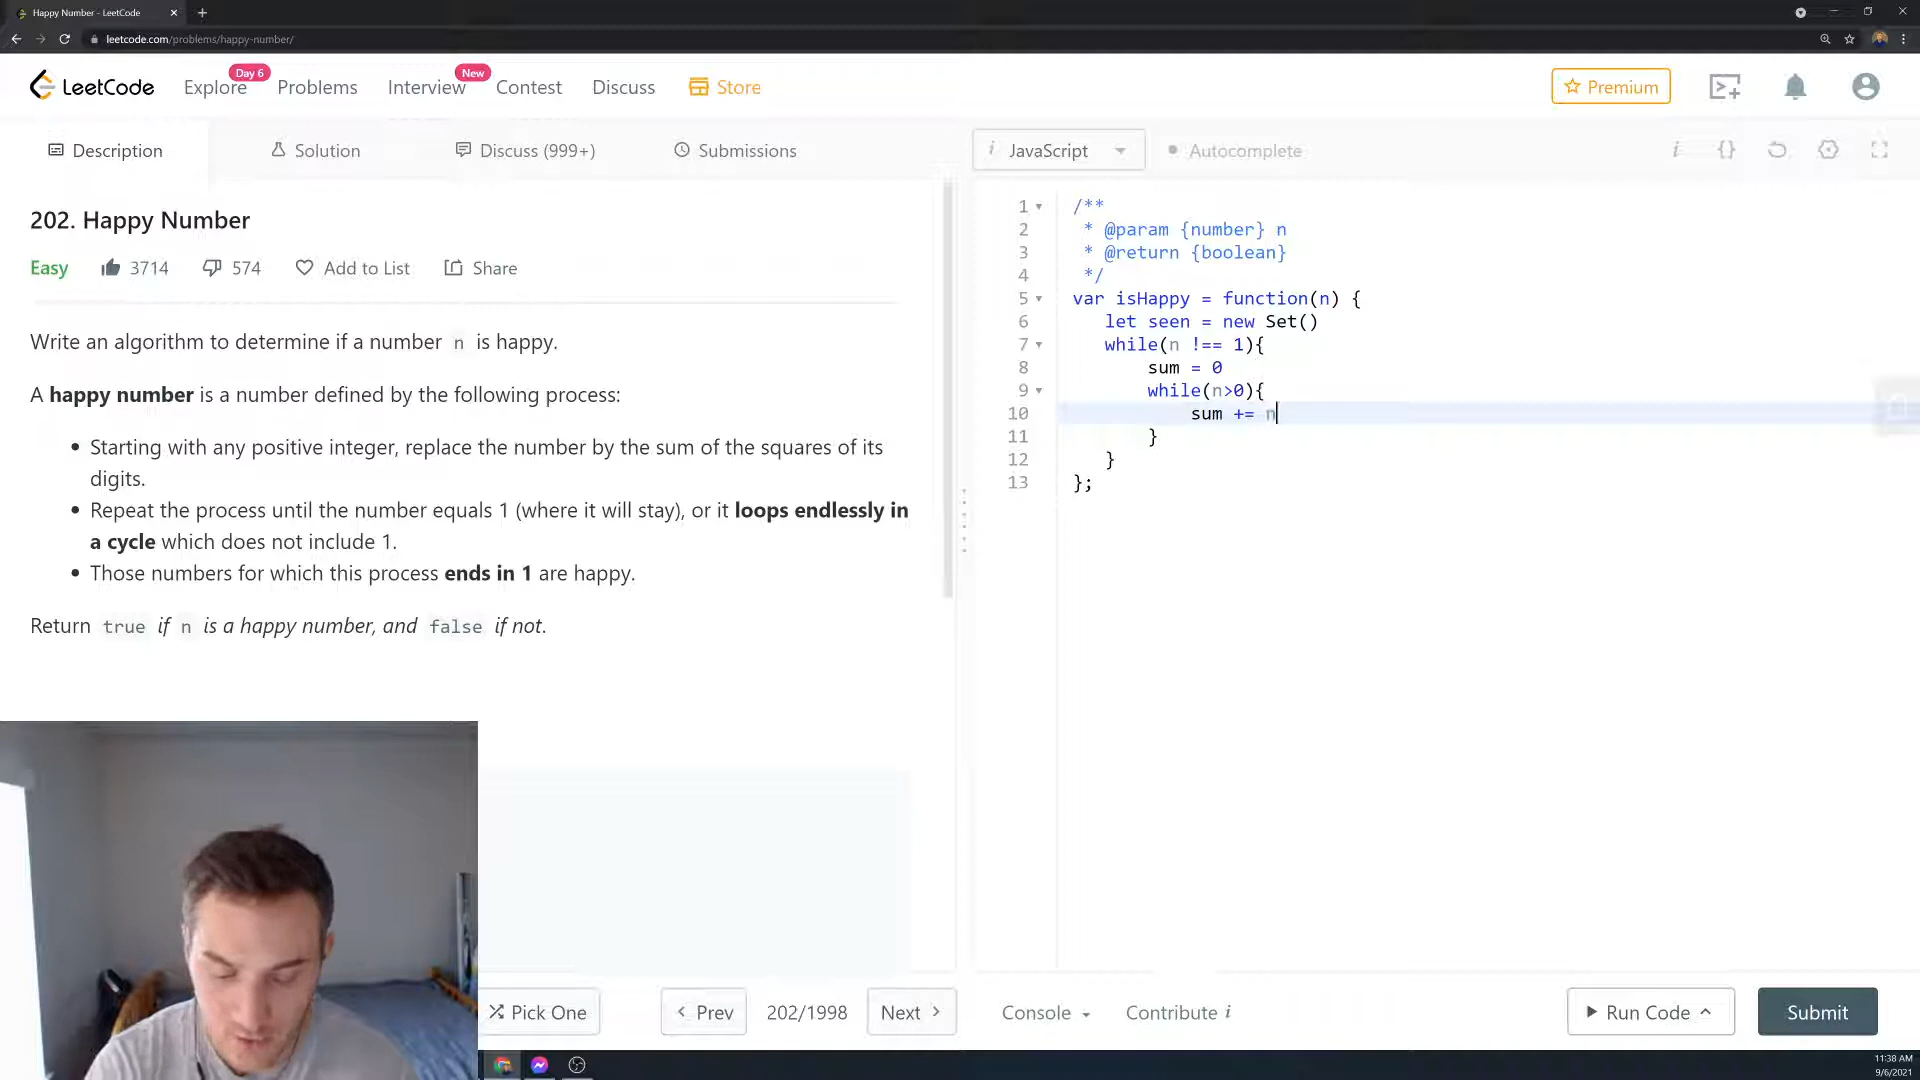 Happy Number - LeetCode
leetcode.com/problems/happy-number/
LeetCode
Explore
Day 6
Problems
Interview
New
Contest
Discuss
Store
Premium
Description
Solution
Discuss (999+)
Submissions
202. Happy Number
Easy
3714
574
Add to List
Share
Write an algorithm to determine if a number n is happy.
A happy number is a number defined by the following process:
• Starting with any positive integer, replace the number by the sum of the squares of its
digits.
• Repeat the process until the number equals 1 (where it will stay), or it loops endlessly in
a cycle which does not include 1.
• Those numbers for which this process ends in 1 are happy.
Return true if n is a happy number, and false if not.
i JavaScript
Autocomplete
i
{}
1 /**
2 * @param {number} n
3 * @return {boolean}
4 */
5 var isHappy = function(n) {
6 let seen = new Set()
7 while(n !== 1){
8 sum = 0
9 while(n>0){
10 sum += n
11 }
12 }
13 };
Pick One
Prev
202/1998
Next
Console
Contribute i
Run Code
Submit
11:38 AM
9/6/2021